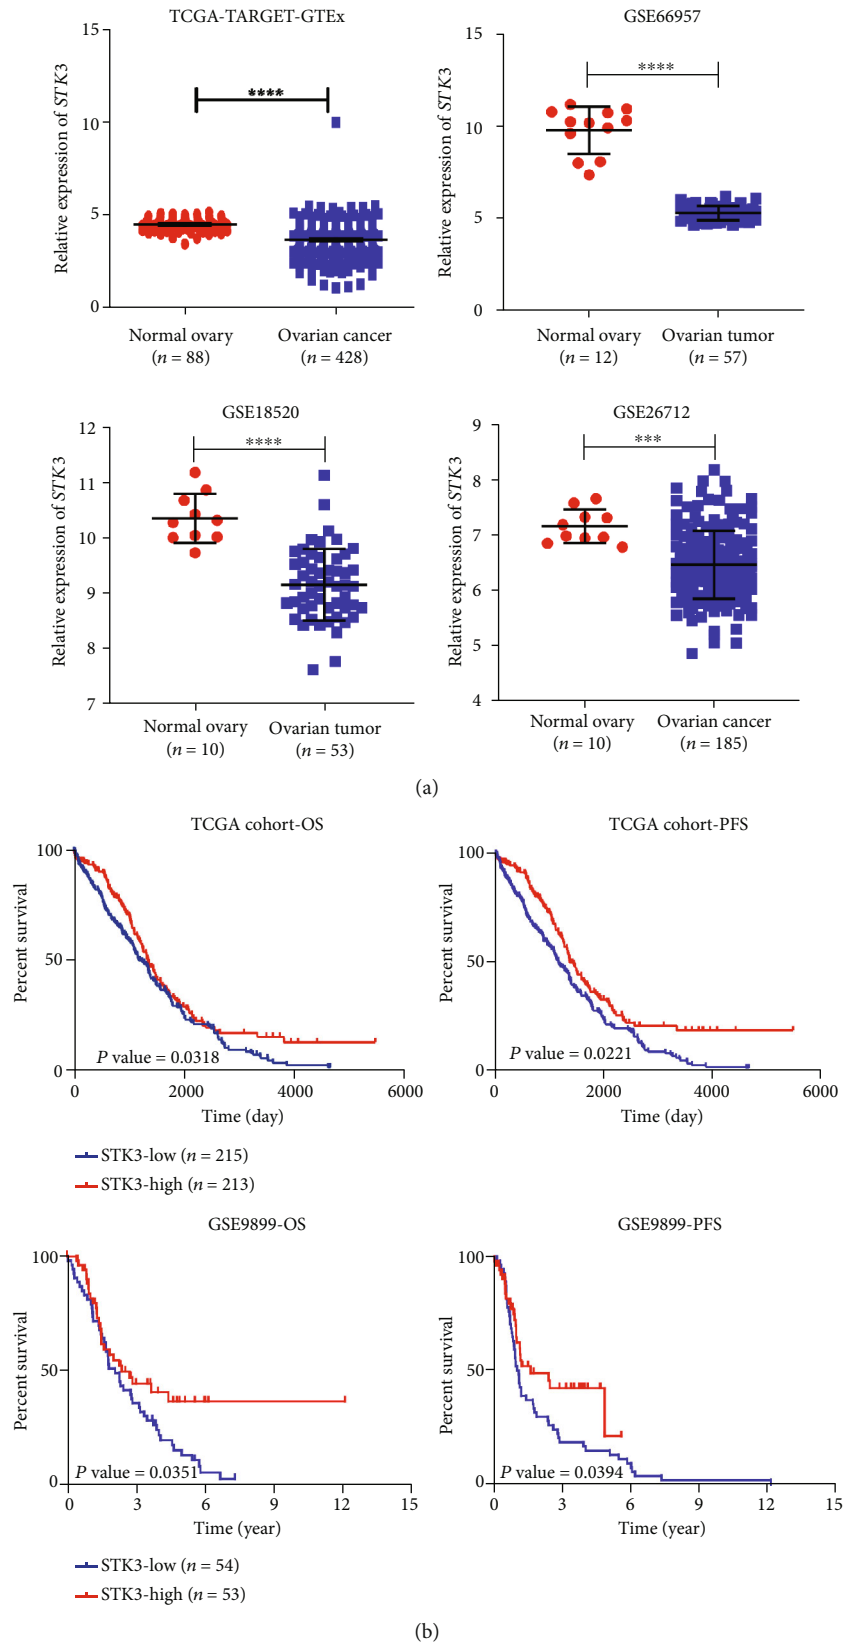 TCGA-TARGET-GTEx
Relative expression of STK3
15
10
5
0
****
Normal ovary
(n = 88)
Ovarian cancer
(n = 428)
GSE66957
Relative expression of STK3
15
10
5
0
****
Normal ovary
(n = 12)
Ovarian tumor
(n = 57)
GSE18520
Relative expression of STK3
12
11
10
9
8
7
****
Normal ovary
(n = 10)
Ovarian tumor
(n = 53)
GSE26712
Relative expression of STK3
9
8
7
6
5
4
***
Normal ovary
(n = 10)
Ovarian cancer
(n = 185)
(a)
TCGA cohort-OS
Percent survival
100
50
0
P value = 0.0318
0 2000 4000 6000
Time (day)
TCGA cohort-PFS
Percent survival
100
50
0
P value = 0.0221
0 2000 4000 6000
Time (day)
STK3-low (n = 215)
STK3-high (n = 213)
GSE9899-OS
Percent survival
100
50
0
P value = 0.0351
0 3 6 9 12 15
Time (year)
GSE9899-PFS
Percent survival
100
50
0
P value = 0.0394
0 3 6 9 12 15
Time (year)
STK3-low (n = 54)
STK3-high (n = 53)
(b)